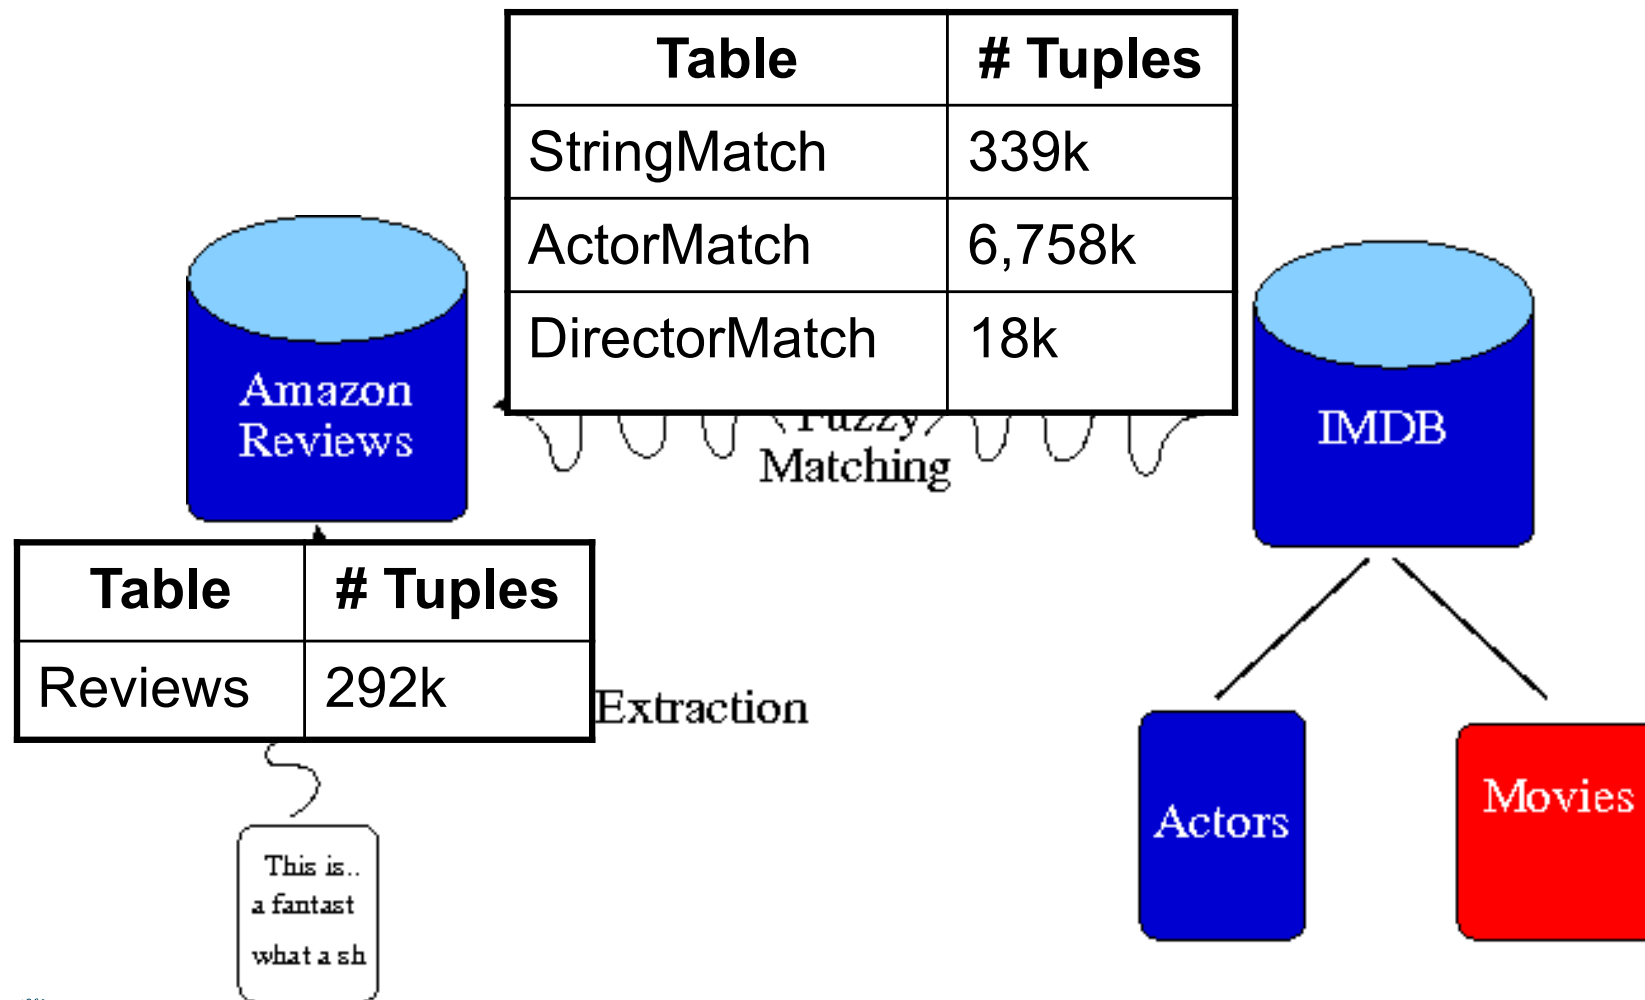 Table # Tuples
StringMatch 339k
ActorMatch 6,758k
DirectorMatch 18k
Amazon
Reviews
Fuzzy
Matching
IMDB
Table # Tuples
Reviews 292k
Extraction
Actors
Movies
This is..
a fantast
what a sh